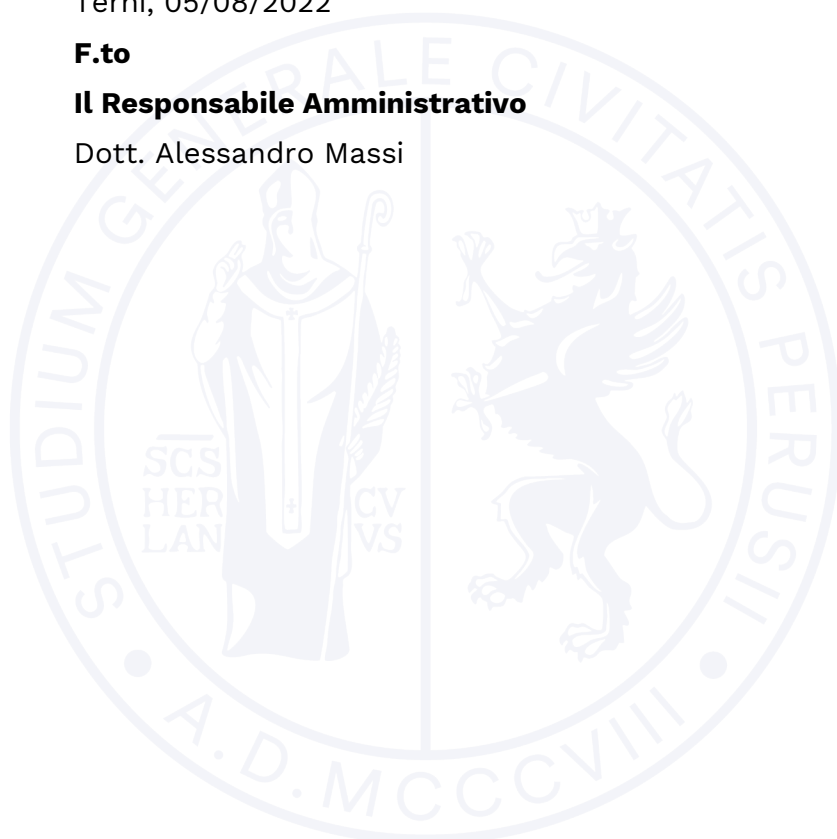 Terni, 05/08/2022
F.to
Il Responsabile Amministrativo
Dott. Alessandro Massi
STUDIUM GENERALE CIVITATIS PERUSII
SCS
HER CV
LAN VS
A.D. MCCCVIII